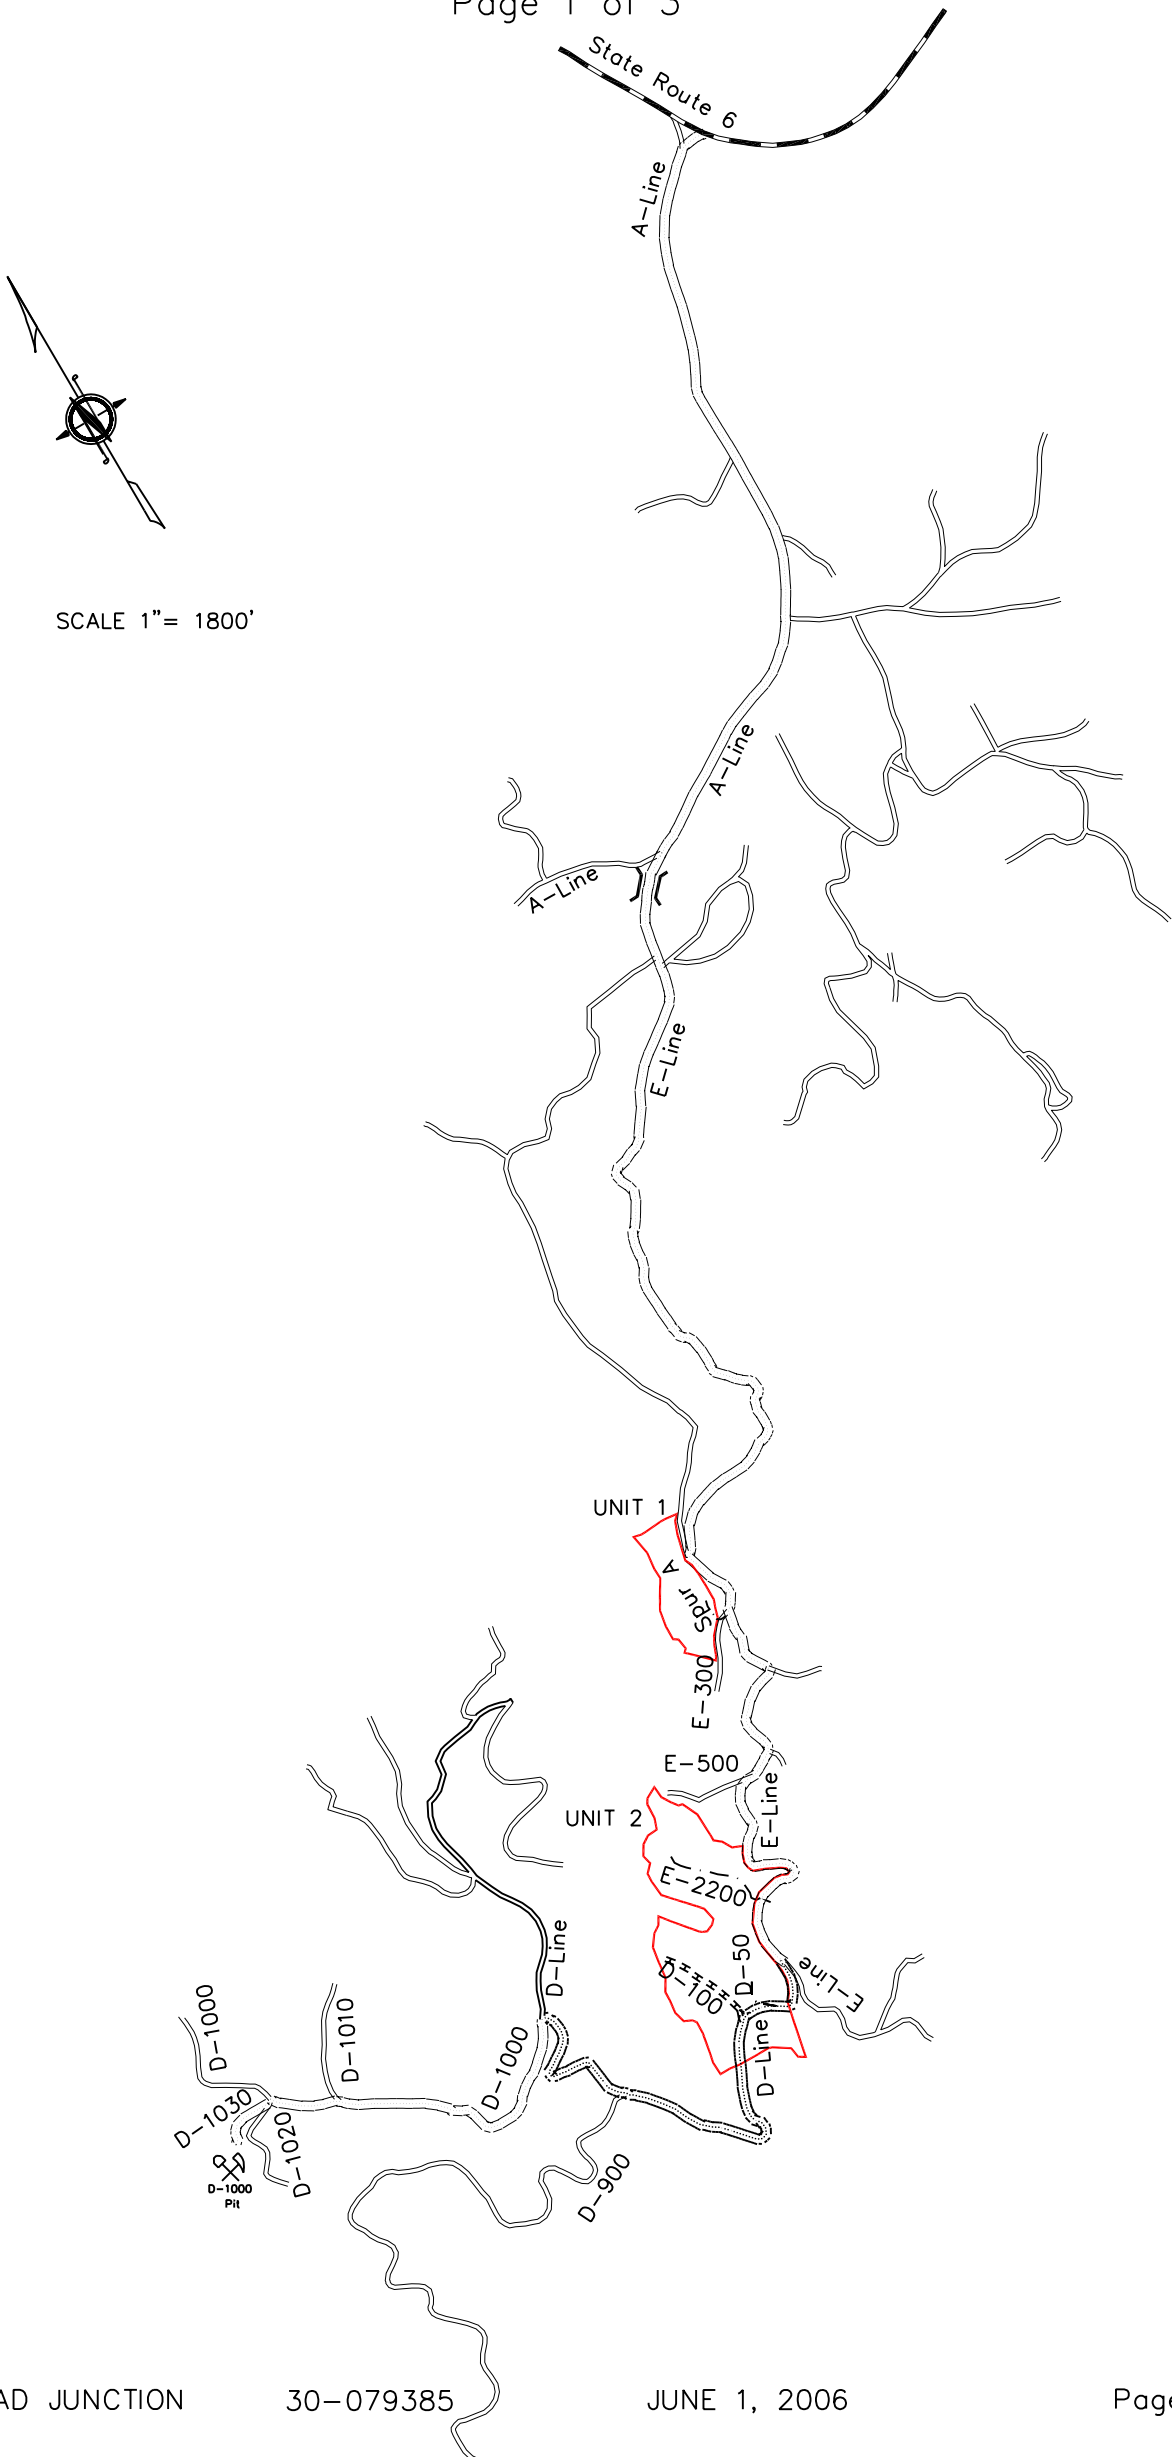 Page 1 of 3
State Route 6
A-Line
SCALE 1"= 1800'
A-Line
A-Line
E-Line
UNIT 1
Spur A
E-300
E-500
E-Line
UNIT 2
E-2200
D-Line
D-50
E-Line
D-100
D-1000
D-1010
D-1000
D-Line
D-1030
D-1020
D-1000
Pit
D-900
AD JUNCTION 30-079385 JUNE 1, 2006 Page